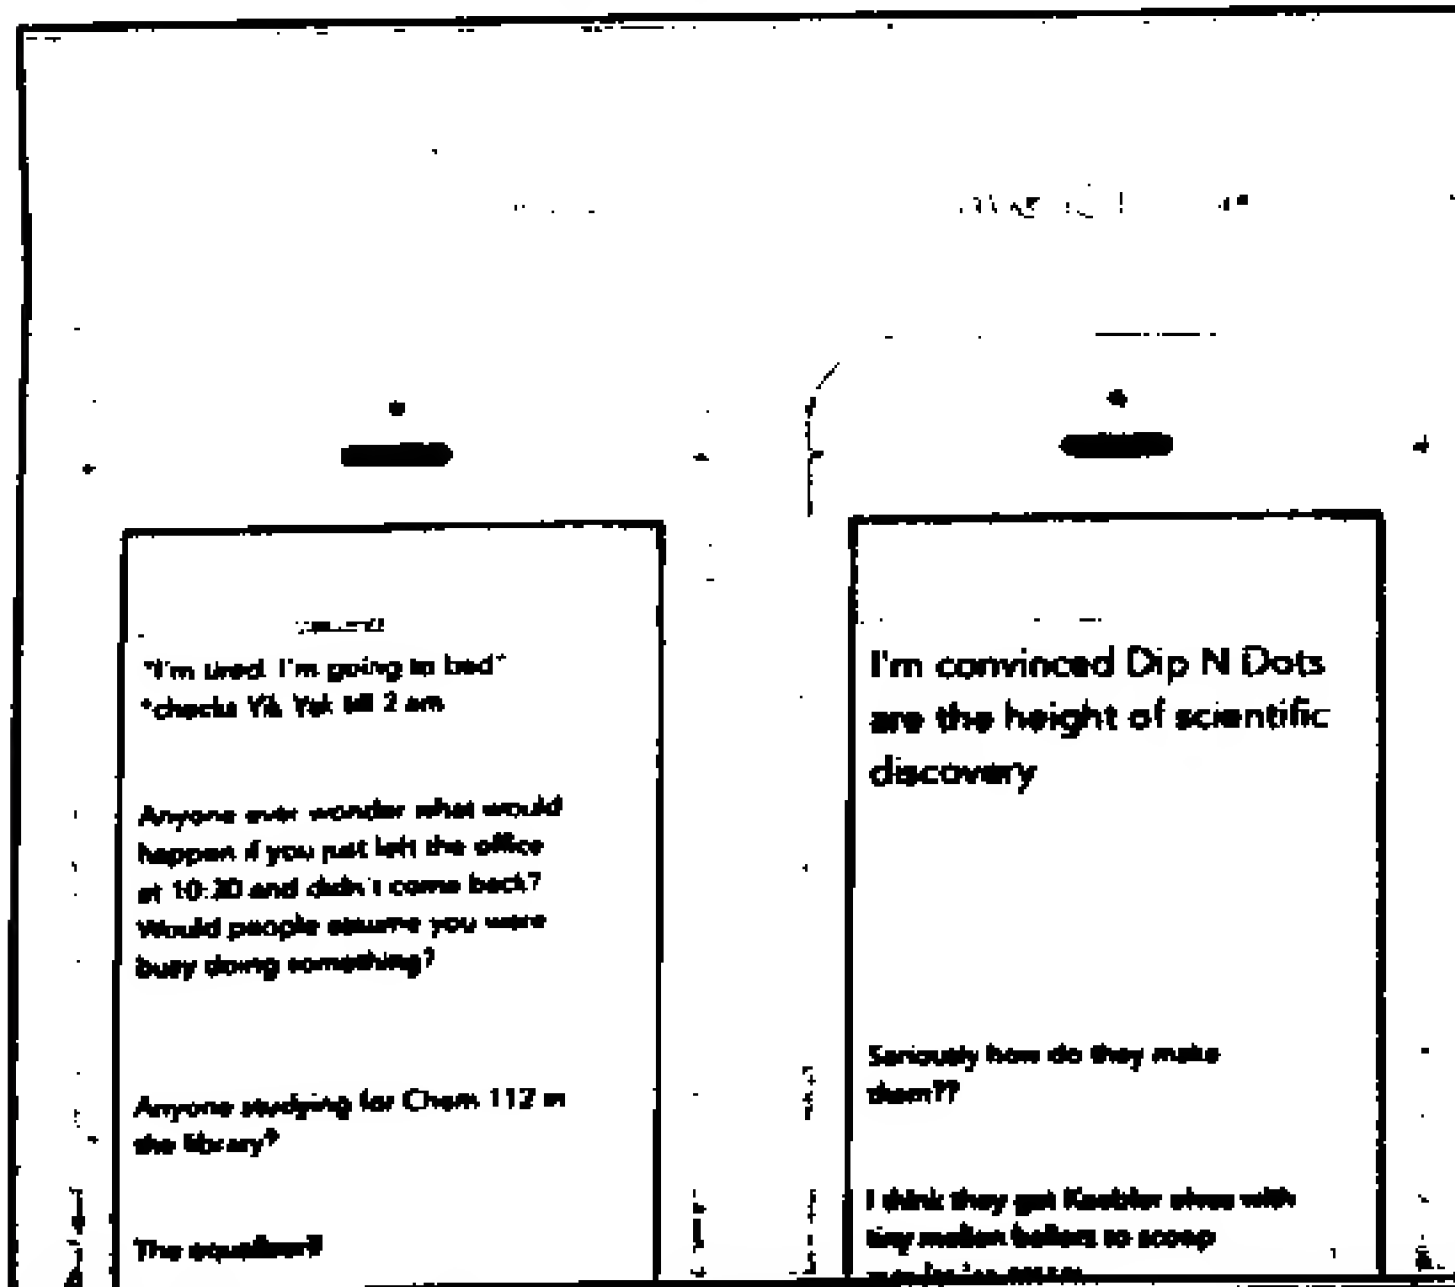 "I'm tired. I'm going to bed"
*checks Yik Yak till 2 am
Anyone ever wonder what would
happen if you just left the office
at 10:30 and didn't come back?
Would people assume you were
busy doing something?
Anyone studying for Chem 112 in
the library?
The
I'm convinced Dip N Dots
are the height of scientific
discovery
Seriously how do they make
them??
I think they get Keebler elves with
tiny melon ballers to scoop